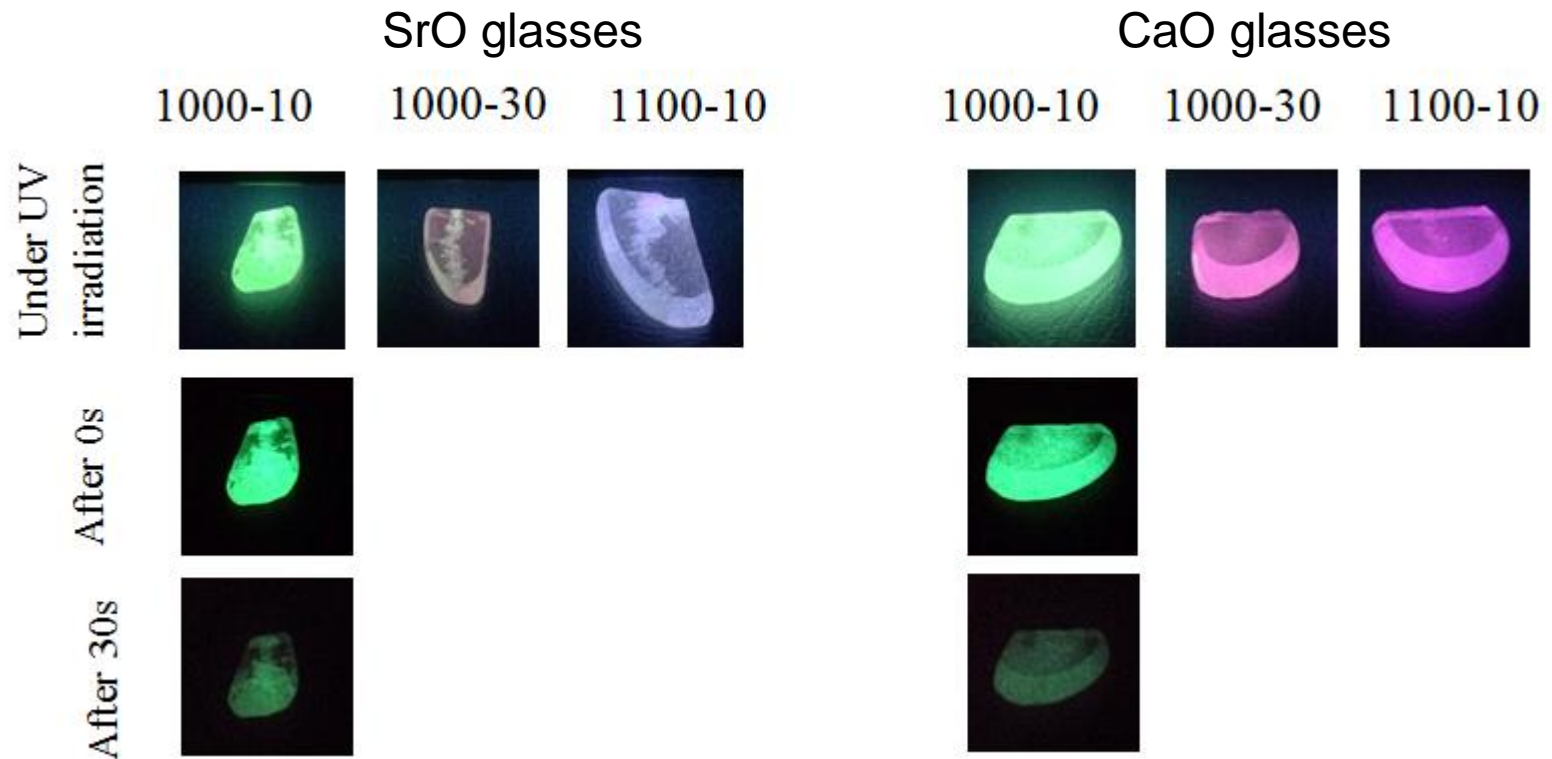 SrO glasses
CaO glasses
1000-10
1000-30
1100-10
1000-10
1000-30
1100-10
Under UV
irradiation
After 0s
After 30s